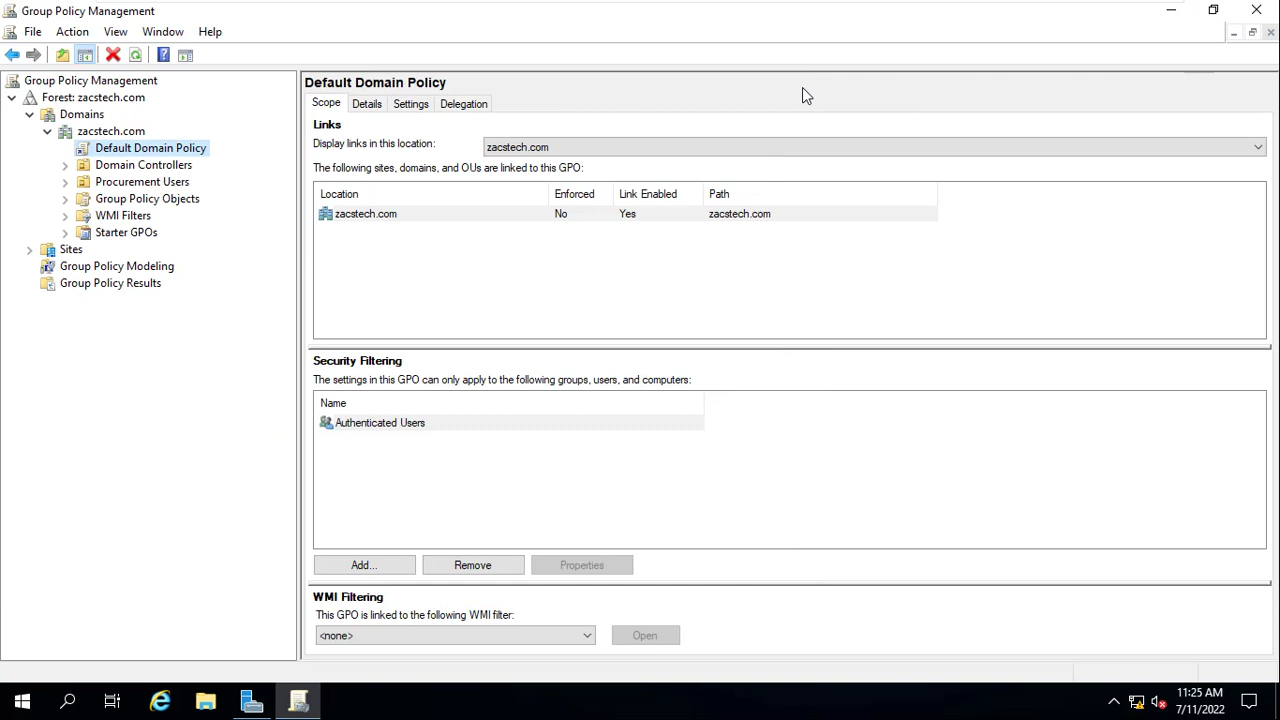 Group Policy Management
File Action View Window Help
Group Policy Management
Forest: zacstech.com
Domains
zacstech.com
Default Domain Policy
Domain Controllers
Procurement Users
Group Policy Objects
WMI Filters
Starter GPOs
Sites
Group Policy Modeling
Group Policy Results
Default Domain Policy
Scope Details Settings Delegation
Links
Display links in this location: zacstech.com
The following sites, domains, and OUs are linked to this GPO:
Location Enforced Link Enabled Path
zacstech.com No Yes zacstech.com
Security Filtering
The settings in this GPO can only apply to the following groups, users, and computers:
Name
Authenticated Users
Add... Remove Properties
WMI Filtering
This GPO is linked to the following WMI filter:
<none> Open
11:25 AM
7/11/2022